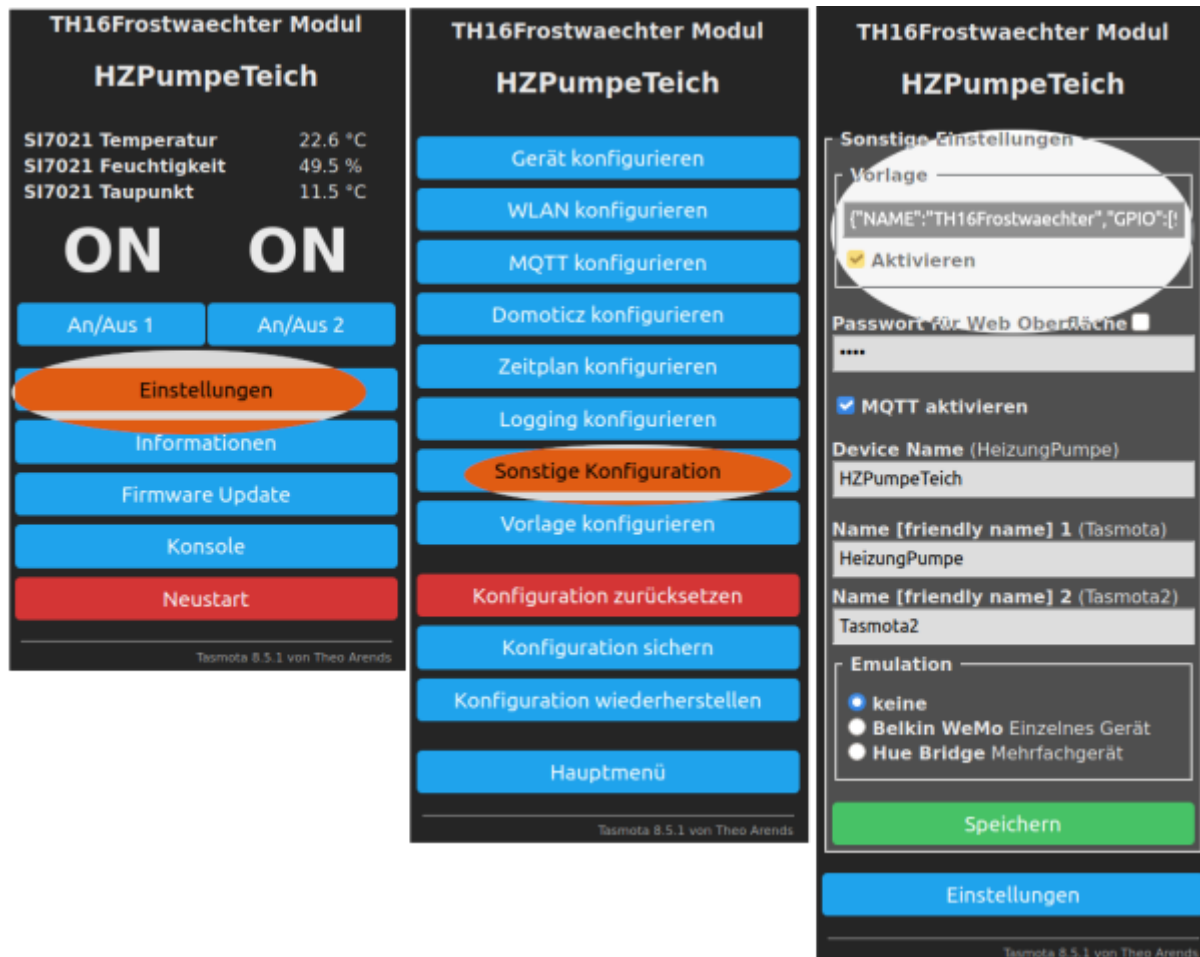 TH16Frostwaechter Modul
HZPumpeTeich
SI7021 Temperatur 22.6 °C
SI7021 Feuchtigkeit 49.5 %
SI7021 Taupunkt 11.5 °C
ON ON
An/Aus 1 An/Aus 2
Einstellungen
Informationen
Firmware Update
Konsole
Neustart
Tasmota 8.5.1 von Theo Arends
TH16Frostwaechter Modul
HZPumpeTeich
Gerät konfigurieren
WLAN konfigurieren
MQTT konfigurieren
Domoticz konfigurieren
Zeitplan konfigurieren
Logging konfigurieren
Sonstige Konfiguration
Vorlage konfigurieren
Konfiguration zurücksetzen
Konfiguration sichern
Konfiguration wiederherstellen
Hauptmenü
Tasmota 8.5.1 von Theo Arends
TH16Frostwaechter Modul
HZPumpeTeich
Sonstige Einstellungen
Vorlage
{"NAME":"TH16Frostwaechter","GPIO":[
Aktivieren
Passwort für Web Oberfläche
••••
MQTT aktivieren
Device Name (HeizungPumpe)
HZPumpeTeich
Name [friendly name] 1 (Tasmota)
HeizungPumpe
Name [friendly name] 2 (Tasmota2)
Tasmota2
Emulation
keine
Belkin WeMo Einzelnes Gerät
Hue Bridge Mehrfachgerät
Speichern
Einstellungen
Tasmota 8.5.1 von Theo Arends